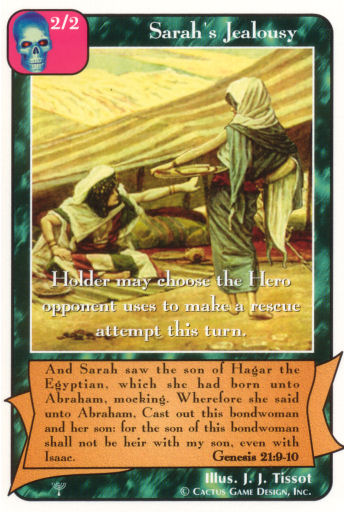 2/2
Sarah's Jealousy
Holder may choose the Hero
opponent uses to make a rescue
attempt this turn.
And Sarah saw the son of Hagar the
Egyptian, which she had born unto
Abraham, mocking. Wherefore she said
unto Abraham, Cast out this bondwoman
and her son: for the son of this bondwoman
shall not be heir with my son, even with
Isaac. Genesis 21:9-10
Illus. J. J. Tissot
© Cactus Game Design, Inc.